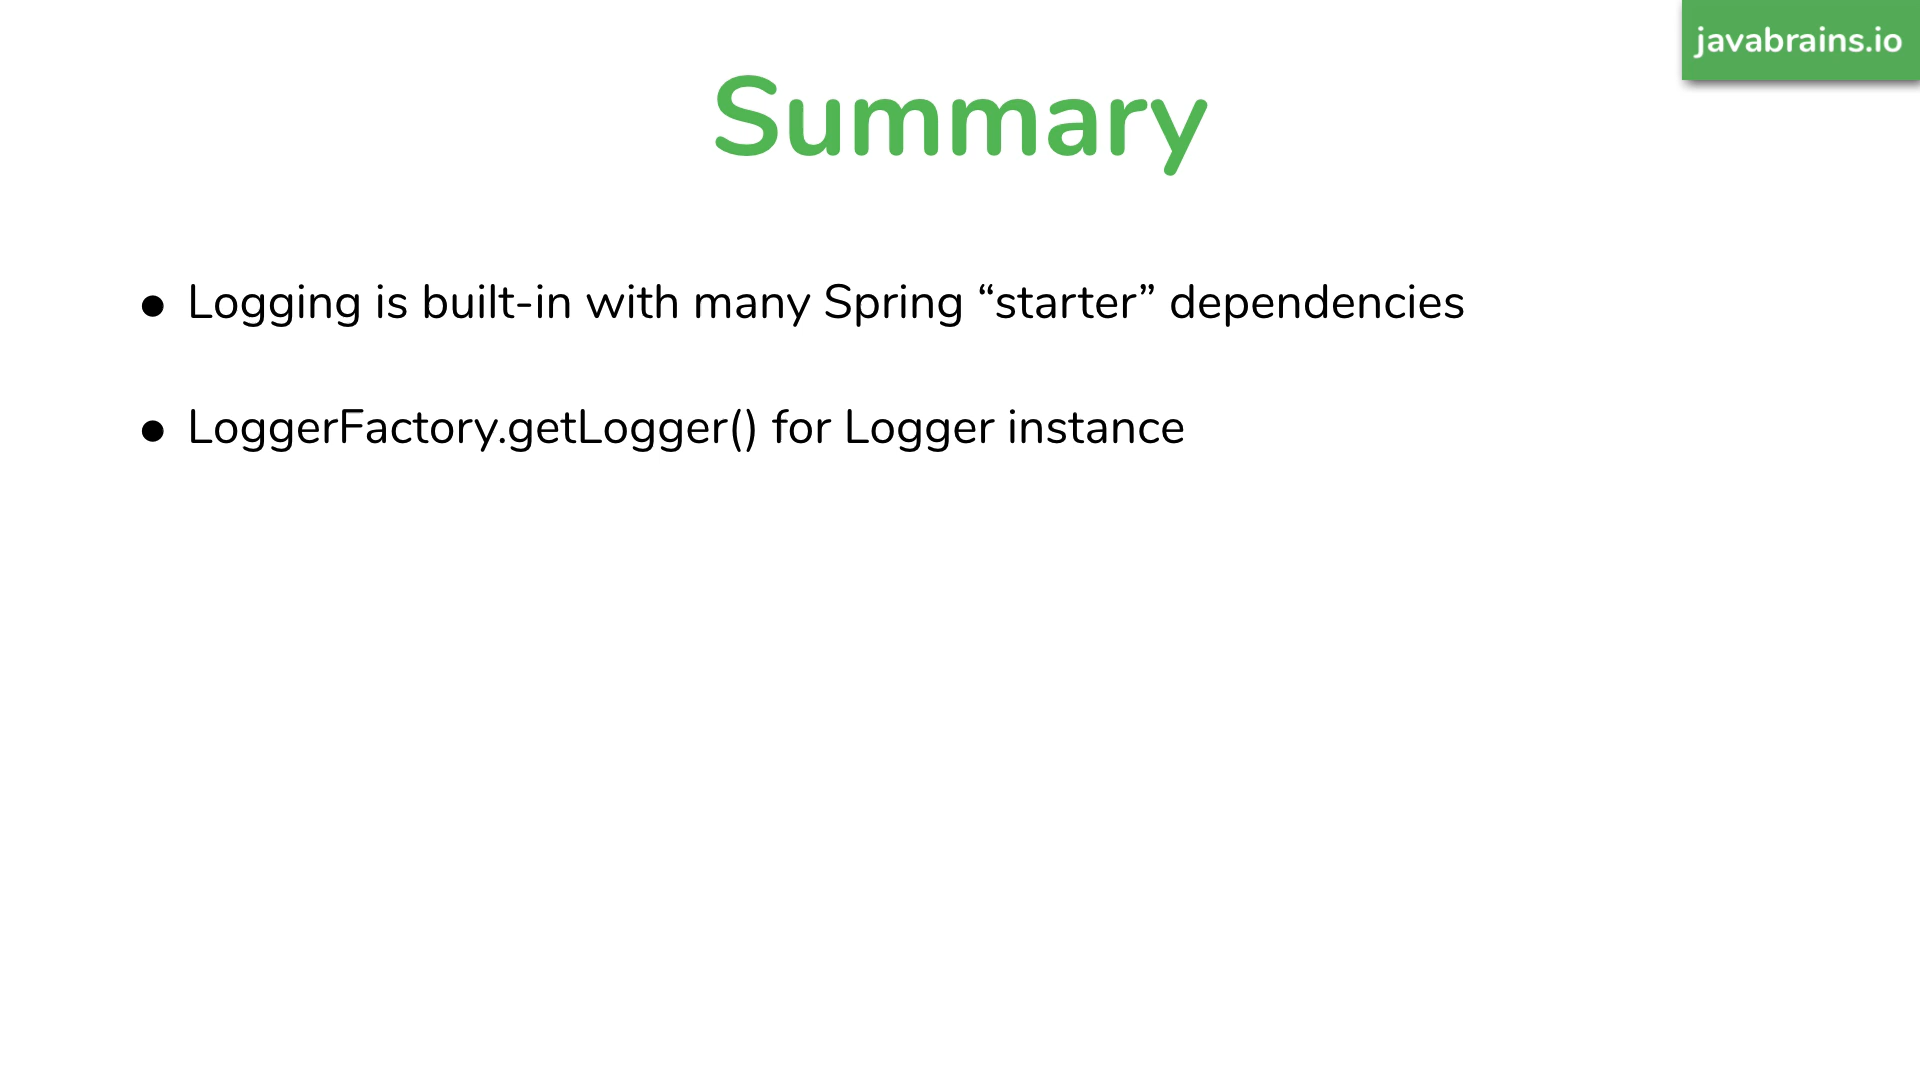 javabrains.io
Summary
• Logging is built-in with many Spring “starter” dependencies
• LoggerFactory.getLogger() for Logger instance